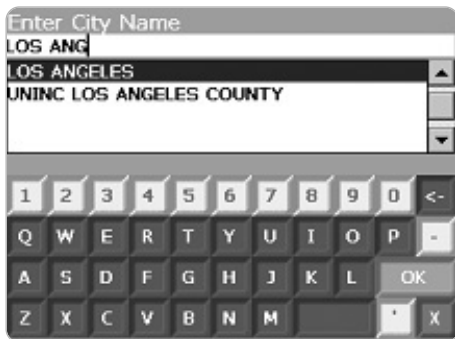 Enter City Name
LOS ANG
LOS ANGELES
UNINC LOS ANGELES COUNTY
1 2 3 4 5 6 7 8 9 0 <-
Q W E R T Y U I O P -
A S D F G H J K L OK
Z X C V B N M ' X